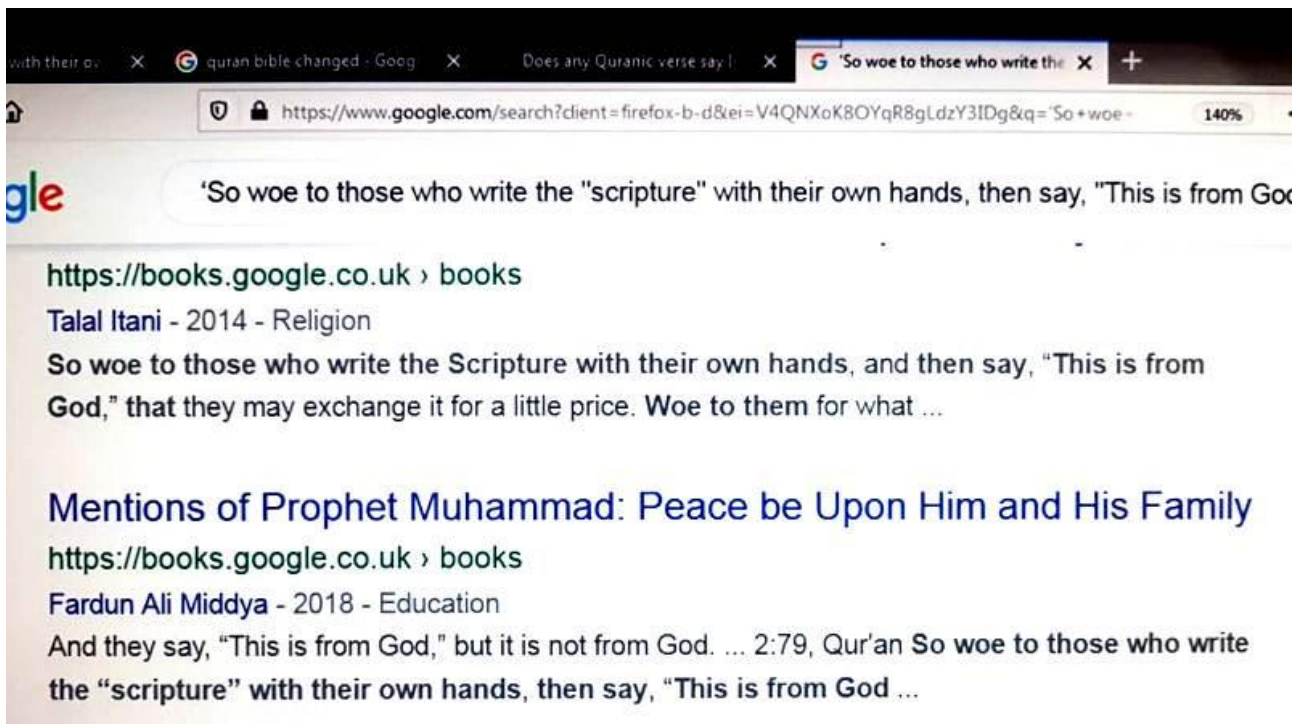 with their o
quran bible changed - Goog
Does any Quranic verse say
'So woe to those who write the
https://www.google.com/search?client=firefox-b-d&ei=V4QNXoK8OYqR8gLdzY3IDg&q='So+woe-
140%
gle
'So woe to those who write the "scripture" with their own hands, then say, "This is from God
https://books.google.co.uk › books
Talal Itani - 2014 - Religion
So woe to those who write the Scripture with their own hands, and then say, “This is from
God,” that they may exchange it for a little price. Woe to them for what ...
Mentions of Prophet Muhammad: Peace be Upon Him and His Family
https://books.google.co.uk › books
Fardun Ali Middya - 2018 - Education
And they say, “This is from God,” but it is not from God. ... 2:79, Qur'an So woe to those who write
the “scripture” with their own hands, then say, “This is from God ...